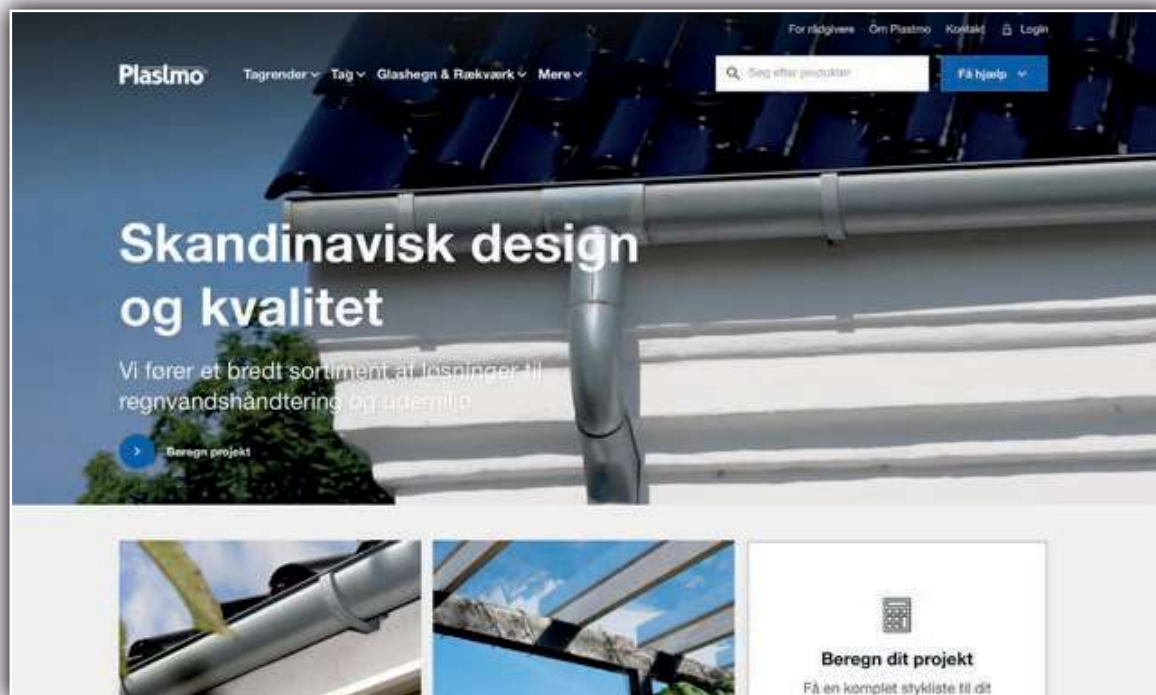 For rådgivere Om Plastmo Kontakt Login
Plastmo Tagrender Tag Glashegn & Rækværk Mere Søg efter produkter Få hjælp
Skandinavisk design
og kvalitet
Vi fører et bredt sortiment af løsninger til
regnvandshåndtering og udemiljø
Beregn projekt
Beregn dit projekt
Få en komplet stykliste til dit